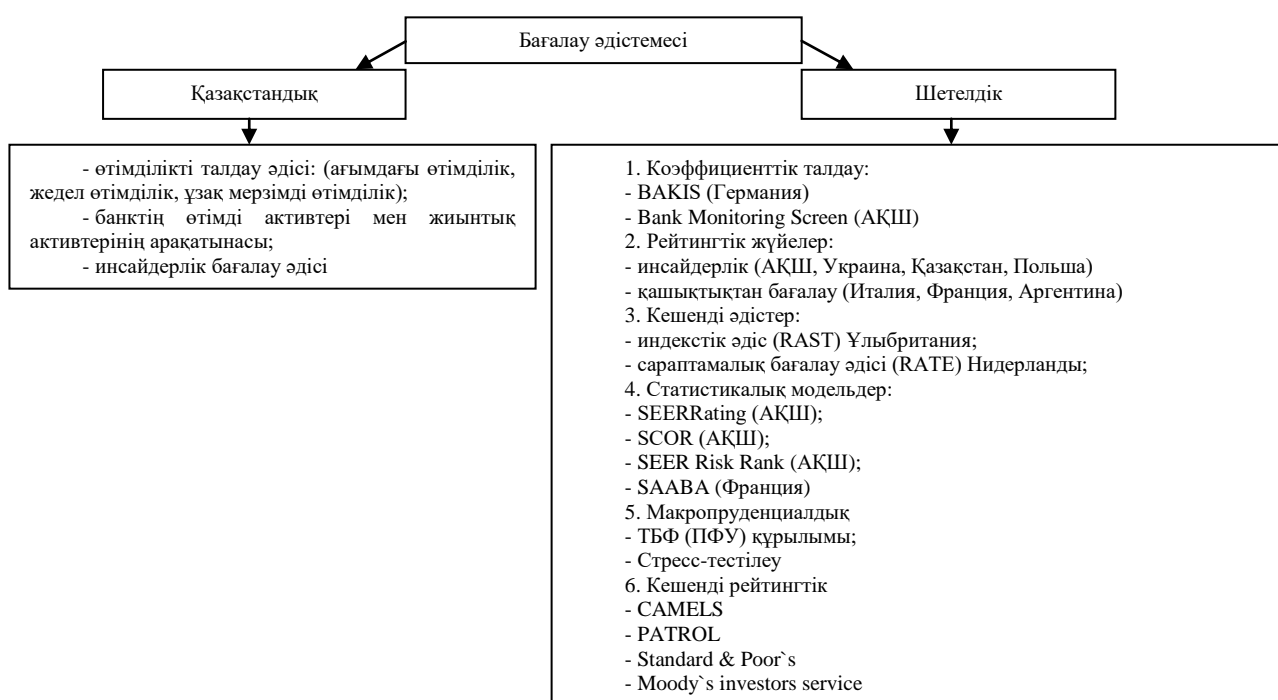 Бағалау әдістемесі
Қазақстандық
Шетелдік
- өтімділікті талдау әдісі: (ағымдағы өтімділік,
жедел өтімділік, ұзақ мерзімді өтімділік);
- банктің өтімді активтері мен жиынтық
активтерінің арақатынасы;
- инсайдерлік бағалау әдісі
1. Коэффициенттік талдау:
- BAKIS (Германия)
- Bank Monitoring Screen (АҚШ)
2. Рейтингтік жүйелер:
- инсайдерлік (АҚШ, Украина, Қазақстан, Польша)
- қашықтықтан бағалау (Италия, Франция, Аргентина)
3. Кешенді әдістер:
- индекстік әдіс (RAST) Ұлыбритания;
- сараптамалық бағалау әдісі (RATE) Нидерланды;
4. Статистикалық модельдер:
- SEERRating (АҚШ);
- SCOR (АҚШ);
- SEER Risk Rank (АҚШ);
- SAABA (Франция)
5. Макропруденциалдық
- ТБФ (ПФУ) құрылымы;
- Стресс-тестілеу
6. Кешенді рейтингтік
- CAMELS
- PATROL
- Standard & Poor`s
- Moody`s investors service